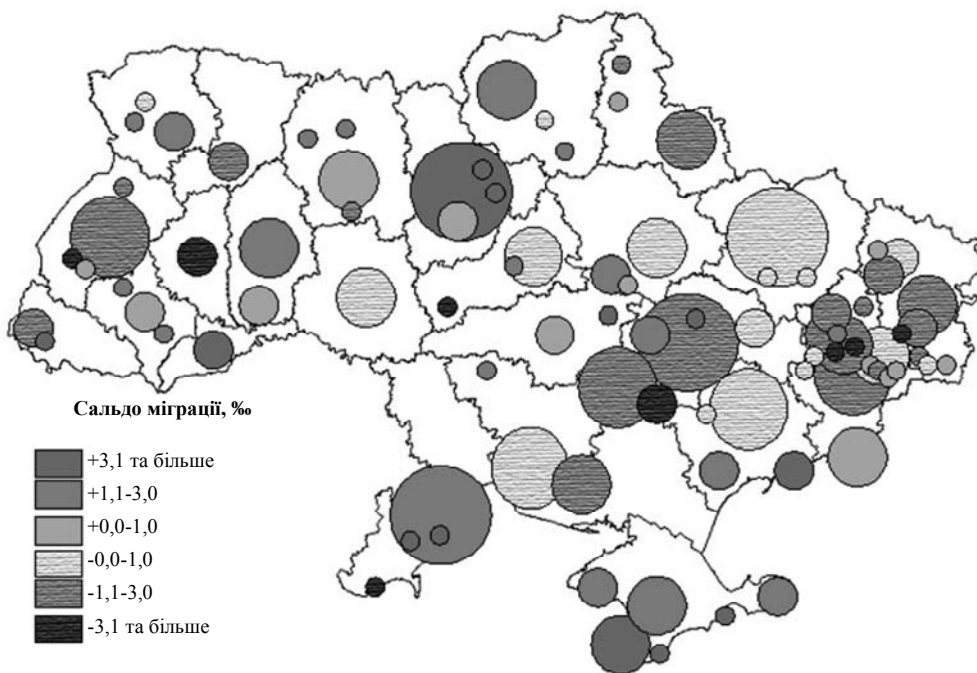 Сальдо міграції, ‰
+3,1 та більше
+1,1-3,0
+0,0-1,0
-0,0-1,0
-1,1-3,0
-3,1 та більше